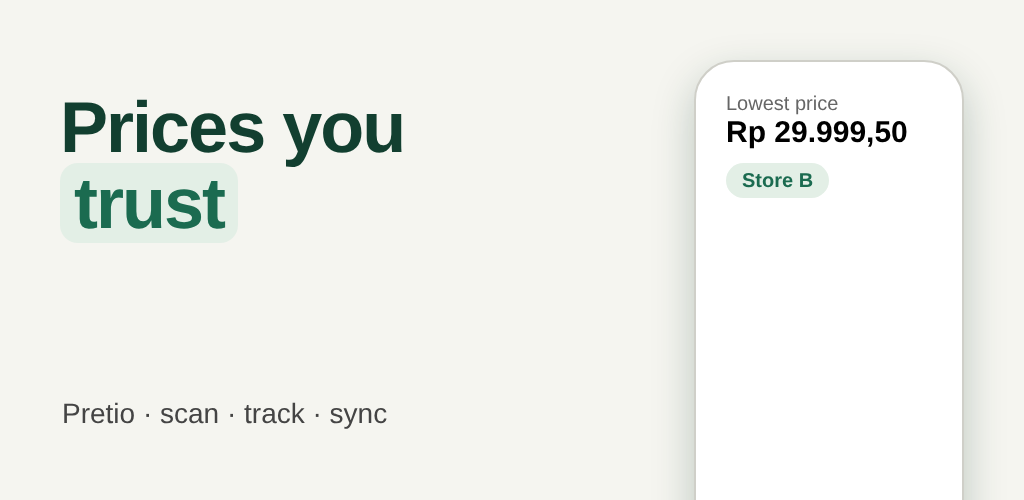 Prices you
trust
Pretio · scan · track · sync
Lowest price
Rp 29.999,50
Store B